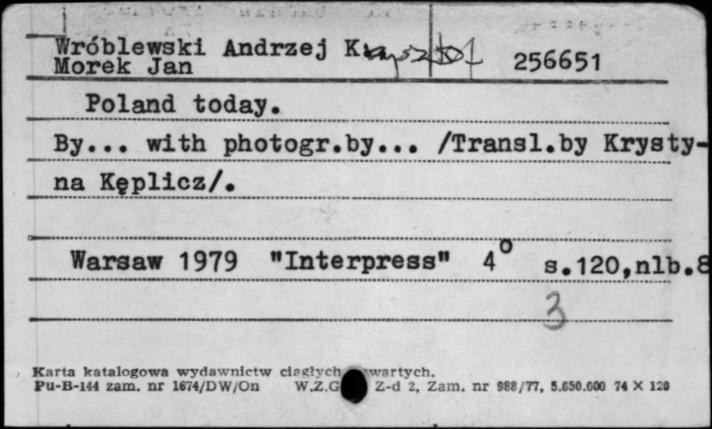 Wróblewski Andrzej Krzysztof
Morek Jan 256651
Poland today.
By... with photogr.by... /Transl.by Krysty-
na Kęplicz/.
Warsaw 1979 "Interpress" 4° s.120,nlb.8
3
Karta katalogowa wydawnictw ciągłych wartych.
Pu-B-144 zam. nr 1674/DW/On W.Z.G Z-d 2, Zam. nr 988/77, 5.650.000 74 X 120